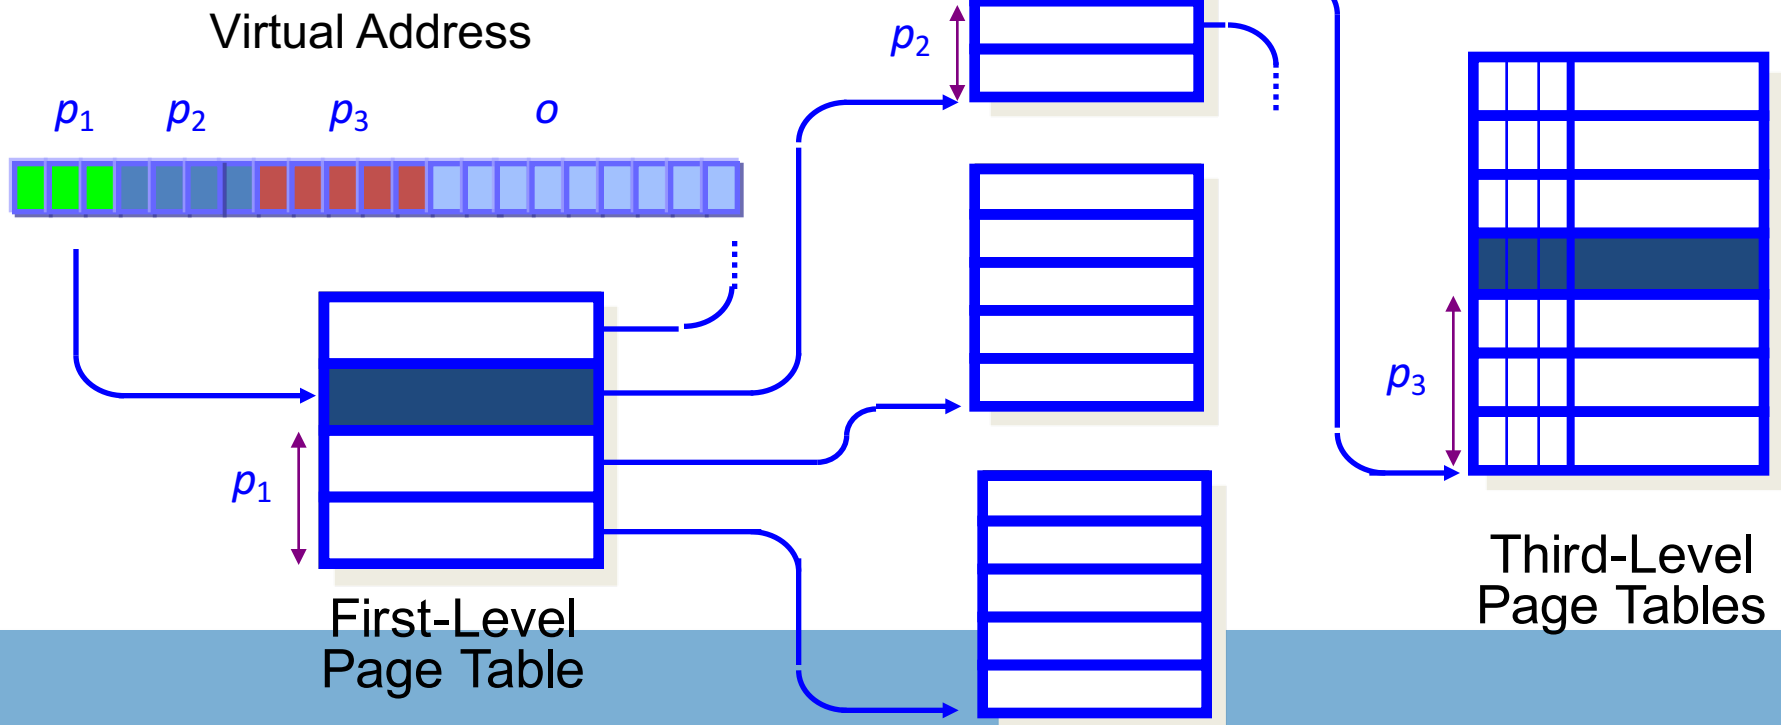 Virtual Address
p₁ p₂ p₃ o
p₂
p₁
p₃
First-Level
Page Table
Third-Level
Page Tables